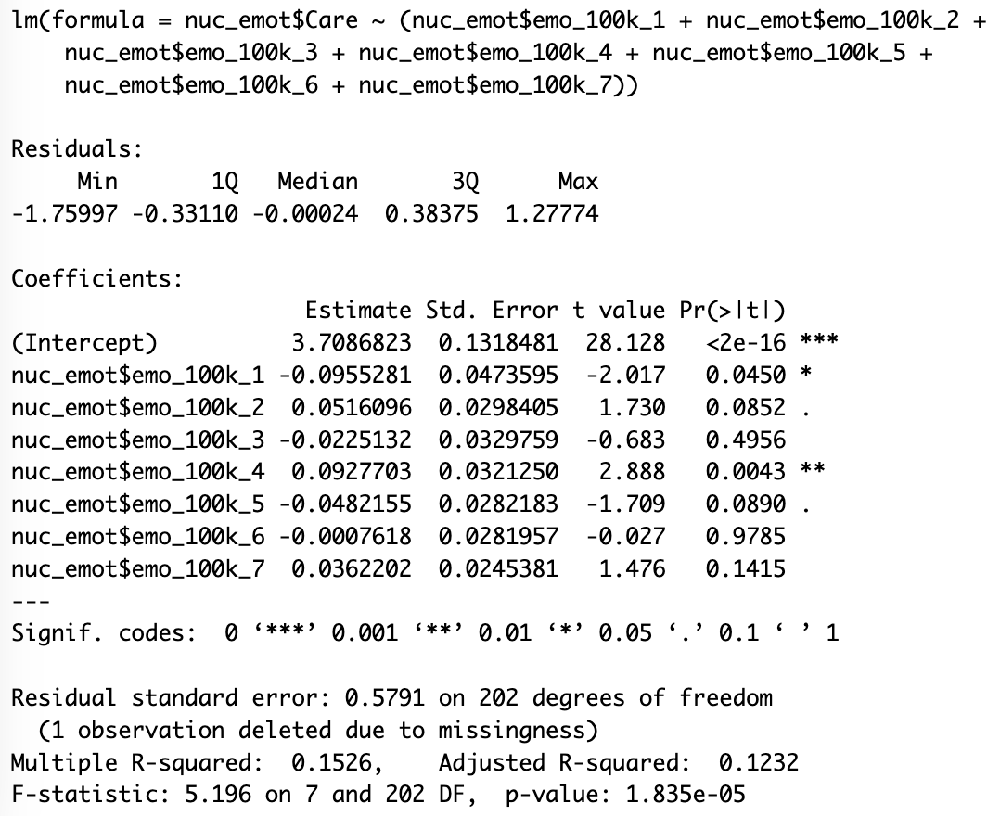 lm(formula = nuc_emot$Care ~ (nuc_emot$emo_100k_1 + nuc_emot$emo_100k_2 +
    nuc_emot$emo_100k_3 + nuc_emot$emo_100k_4 + nuc_emot$emo_100k_5 +
    nuc_emot$emo_100k_6 + nuc_emot$emo_100k_7))

Residuals:
     Min       1Q   Median       3Q      Max
-1.75997 -0.33110 -0.00024  0.38375  1.27774

Coefficients:
                      Estimate Std. Error t value Pr(>|t|)
(Intercept)          3.7086823  0.1318481  28.128   <2e-16 ***
nuc_emot$emo_100k_1 -0.0955281  0.0473595  -2.017   0.0450 *
nuc_emot$emo_100k_2  0.0516096  0.0298405   1.730   0.0852 .
nuc_emot$emo_100k_3 -0.0225132  0.0329759  -0.683   0.4956
nuc_emot$emo_100k_4  0.0927703  0.0321250   2.888   0.0043 **
nuc_emot$emo_100k_5 -0.0482155  0.0282183  -1.709   0.0890 .
nuc_emot$emo_100k_6 -0.0007618  0.0281957  -0.027   0.9785
nuc_emot$emo_100k_7  0.0362202  0.0245381   1.476   0.1415
---
Signif. codes:  0 ‘***’ 0.001 ‘**’ 0.01 ‘*’ 0.05 ‘.’ 0.1 ‘ ’ 1

Residual standard error: 0.5791 on 202 degrees of freedom
  (1 observation deleted due to missingness)
Multiple R-squared:  0.1526,    Adjusted R-squared:  0.1232
F-statistic: 5.196 on 7 and 202 DF,  p-value: 1.835e-05